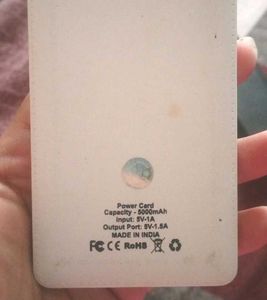 Power Card
Capacity - 5000mAh
Input: 5V-1A
Output Port: 5V-1.5A
MADE IN INDIA
FC CE RoHS